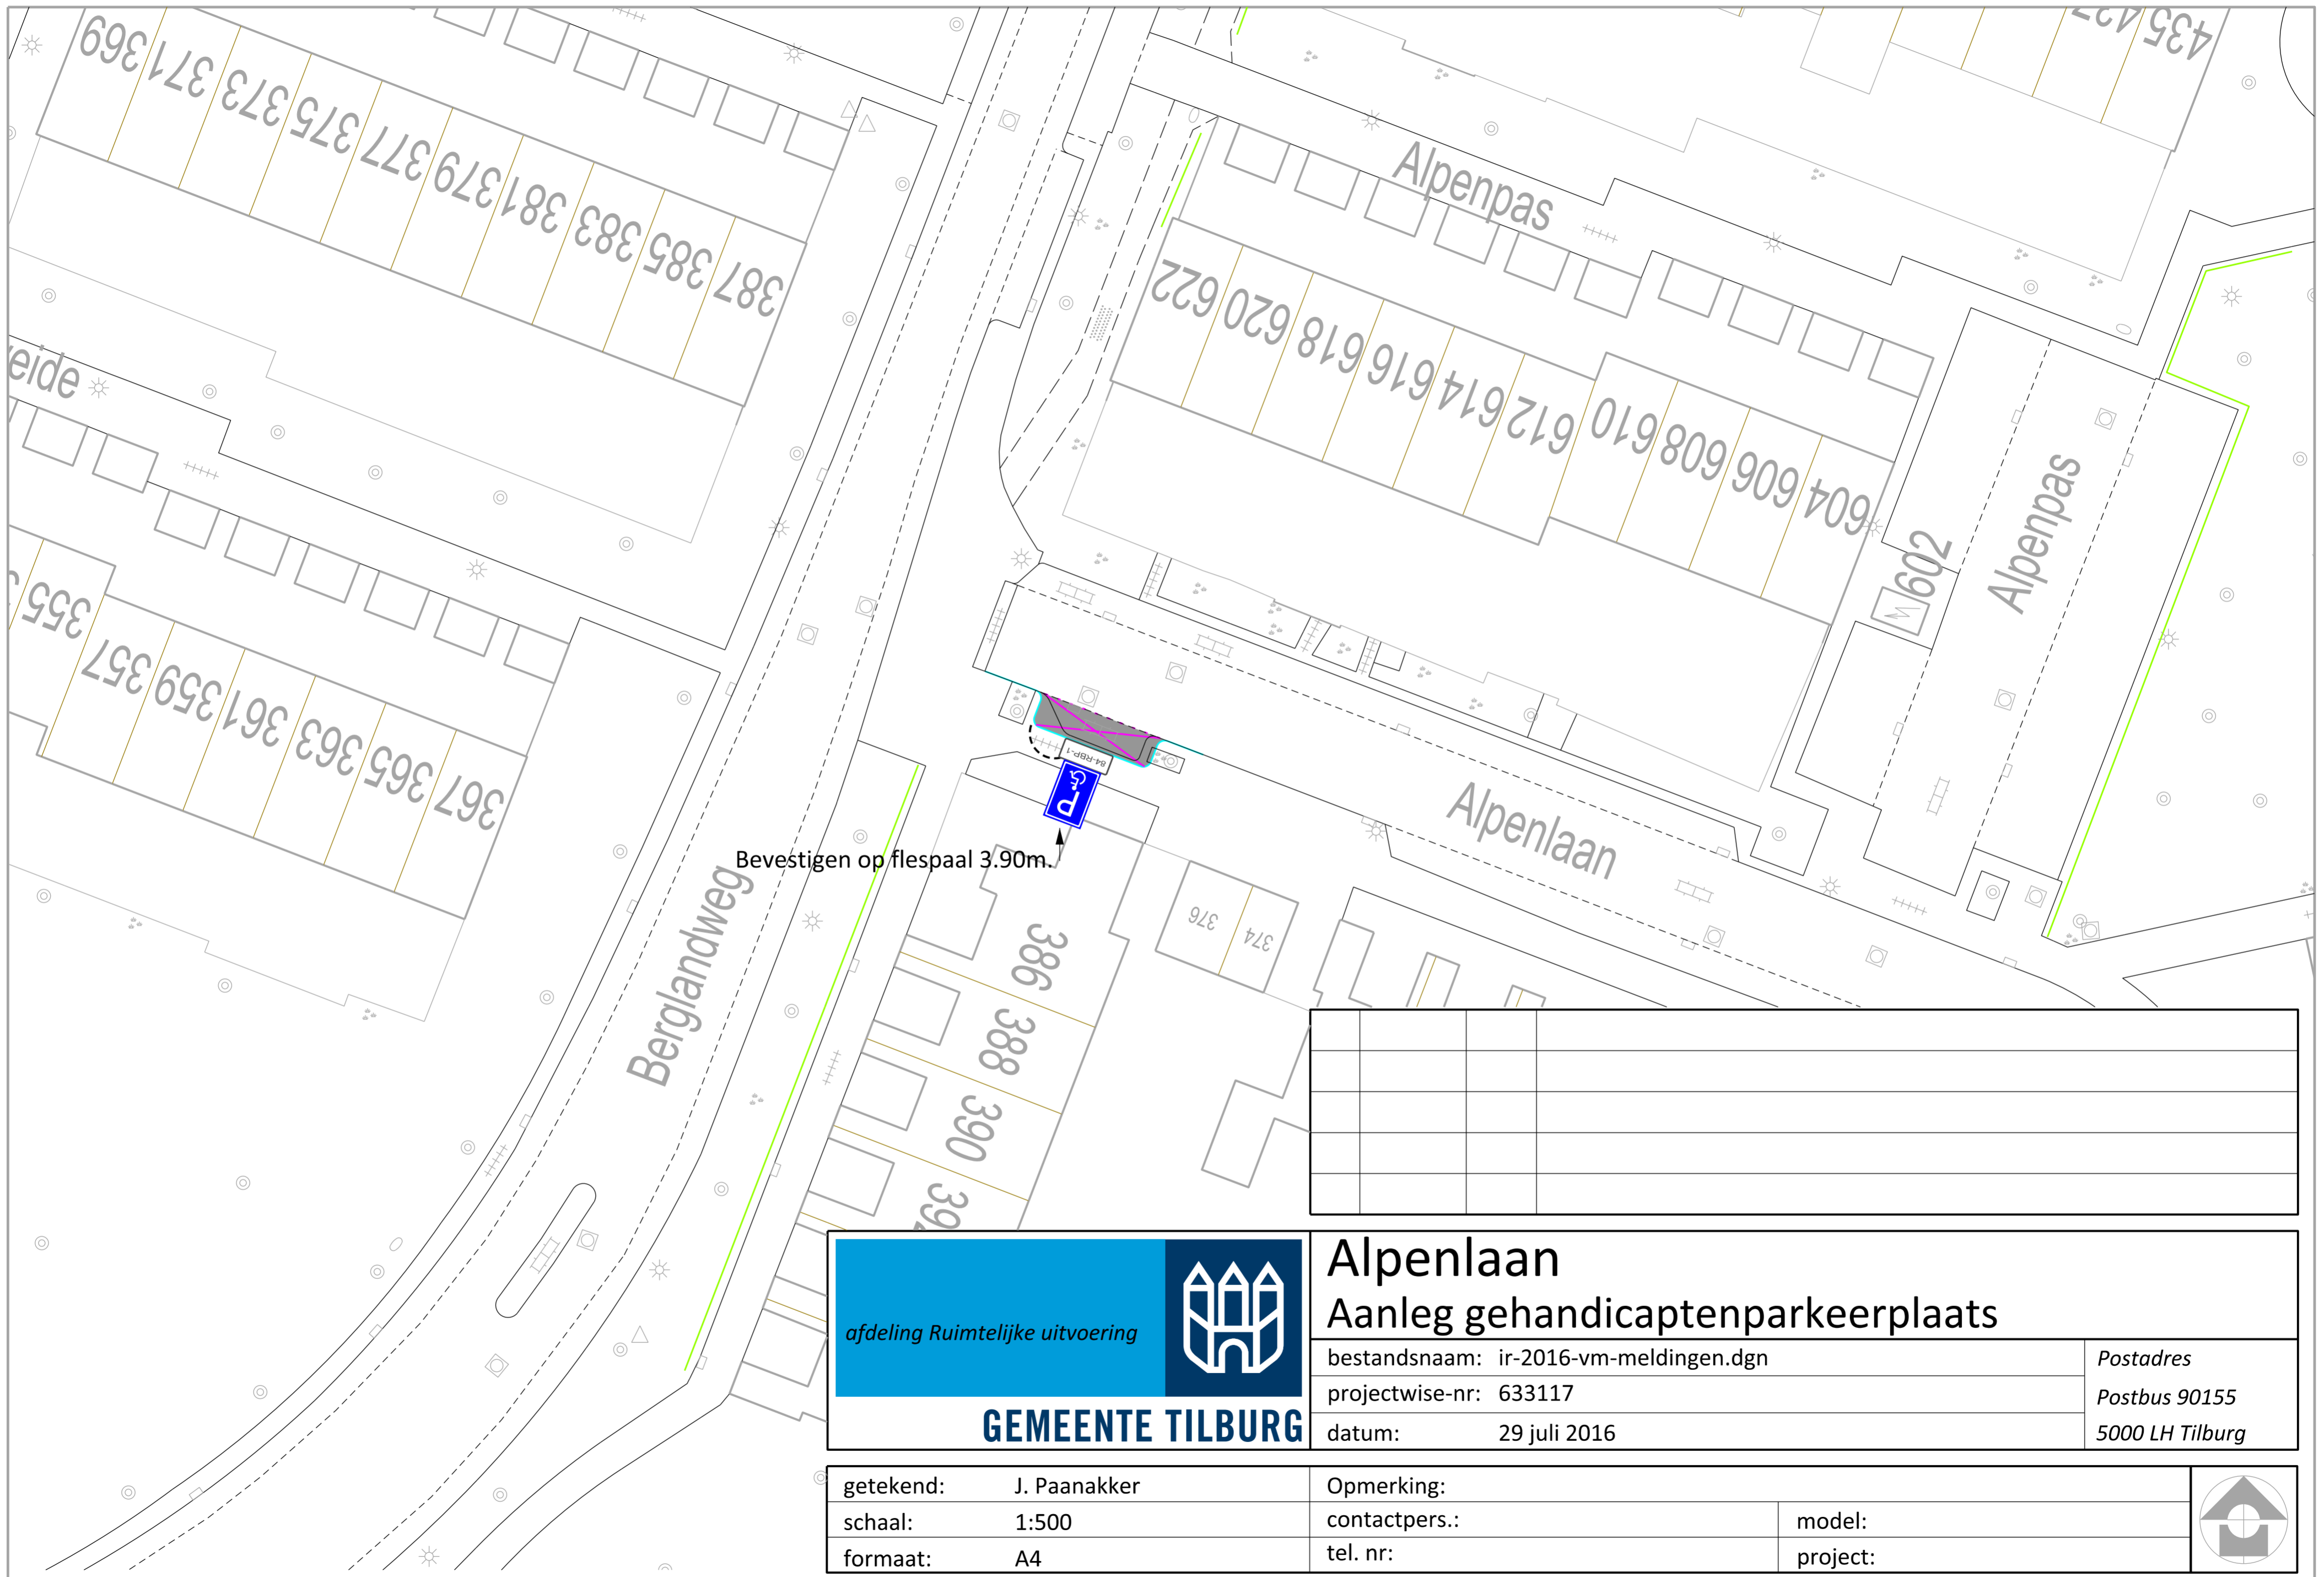 369 371 373 375 377 379 381 383 385 387
435
Alpenpas
622 620 618 616 614 612 610 608 606 604
602
Alpenpas
eide
355
357 359 361 363 365 367
84-RBP-1
P
Bevestigen op flespaal 3.90m.
Alpenlaan
Berglandweg
376 374
386
388
390
afdeling Ruimtelijke uitvoering
GEMEENTE TILBURG
Alpenlaan
Aanleg gehandicaptenparkeerplaats
bestandsnaam: ir-2016-vm-meldingen.dgn
projectwise-nr: 633117
datum: 29 juli 2016
Postadres
Postbus 90155
5000 LH Tilburg
getekend: J. Paanakker
schaal: 1:500
formaat: A4
Opmerking:
contactpers.:
tel. nr:
model:
project: